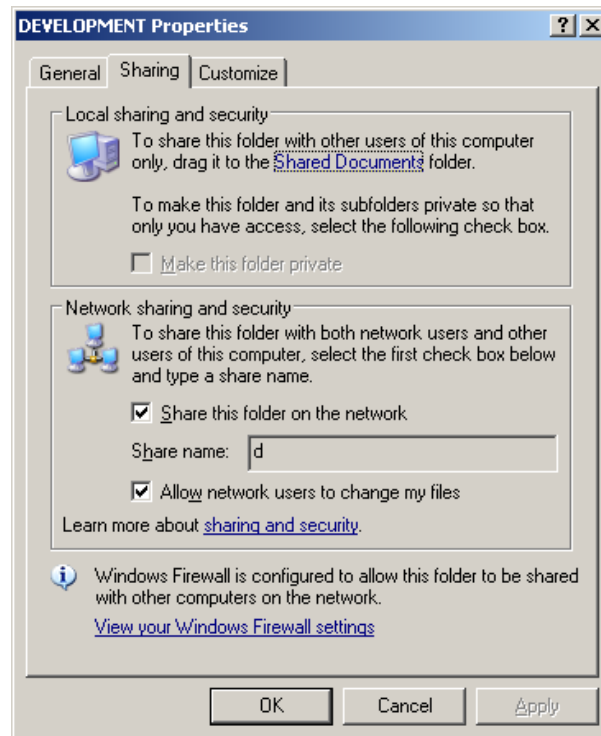 DEVELOPMENT Properties
General Sharing Customize
Local sharing and security
To share this folder with other users of this computer
only, drag it to the Shared Documents folder.
To make this folder and its subfolders private so that
only you have access, select the following check box.
Make this folder private
Network sharing and security
To share this folder with both network users and other
users of this computer, select the first check box below
and type a share name.
Share this folder on the network
Share name: d
Allow network users to change my files
Learn more about sharing and security.
Windows Firewall is configured to allow this folder to be shared
with other computers on the network.
View your Windows Firewall settings
OK Cancel Apply